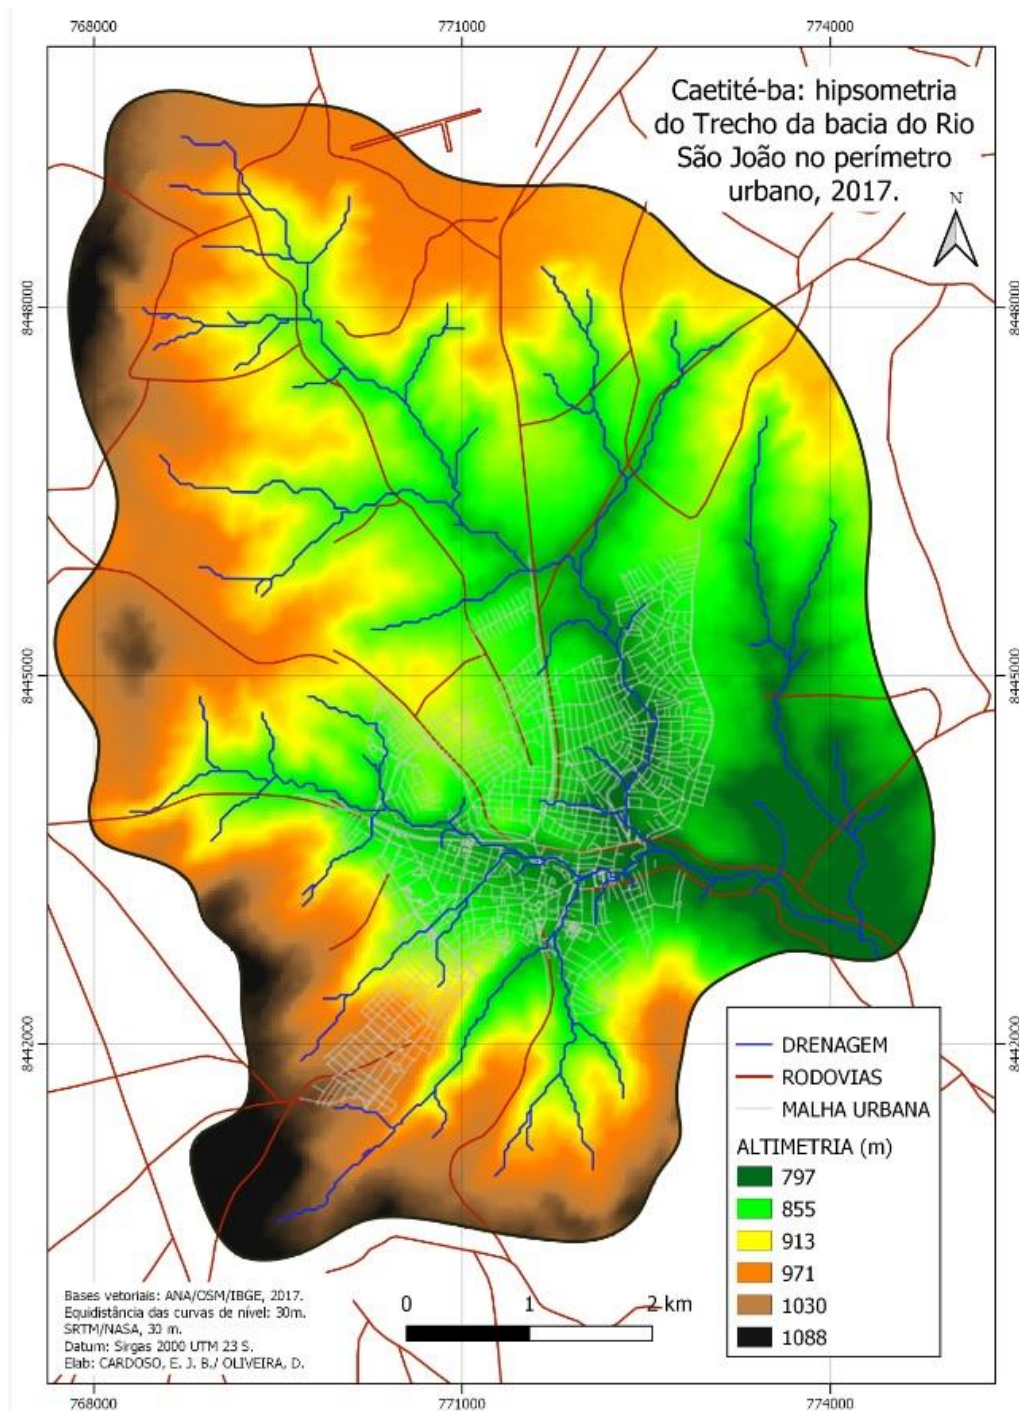 768000
771000
774000
Caetité-ba: hipsometria
do Trecho da bacia do Rio
São João no perímetro
urbano, 2017.
N
8448000
8448000
8445000
8445000
8442000
8442000
DRENAGEM
RODOVIAS
MALHA URBANA
ALTIMETRIA (m)
797
855
913
971
1030
1088
Bases vetoriais: ANA/OSM/IBGE, 2017.
Equidistância das curvas de nível: 30m.
SRTM/NASA, 30 m.
Datum: Sirgas 2000 UTM 23 S.
Elab: CARDOSO, E. J. B./ OLIVEIRA, D.
0 1 2 km
768000
771000
774000